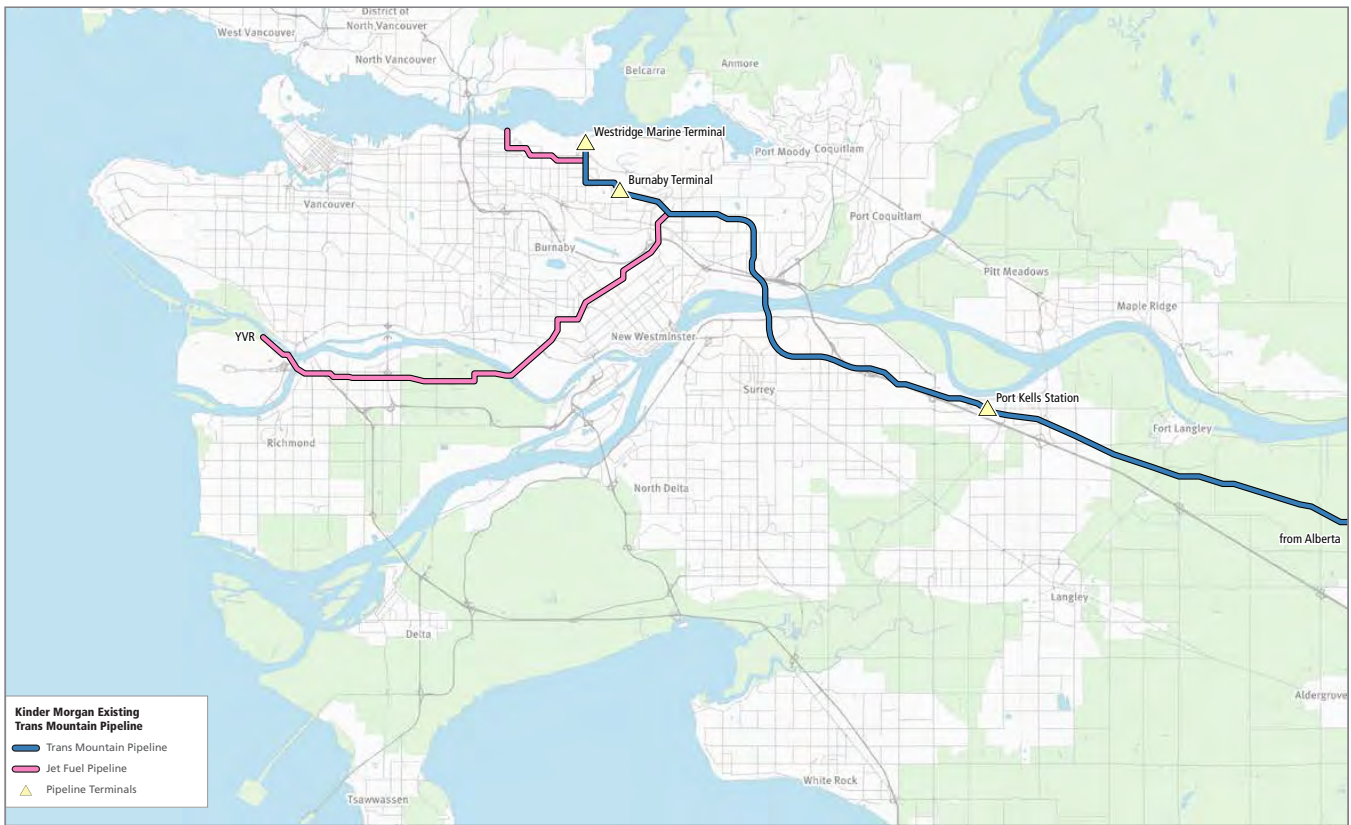 District of
North Vancouver
West Vancouver
North Vancouver
Belcarra
Anmore
Westridge Marine Terminal
Port Moody
Coquitlam
Burnaby Terminal
Vancouver
Port Coquitlam
Burnaby
Pitt Meadows
Maple Ridge
YVR
New Westminster
Surrey
Port Kells Station
Fort Langley
Richmond
North Delta
from Alberta
Langley
Delta
Aldergrove
White Rock
Tsawwassen
Kinder Morgan Existing
Trans Mountain Pipeline
Trans Mountain Pipeline
Jet Fuel Pipeline
Pipeline Terminals